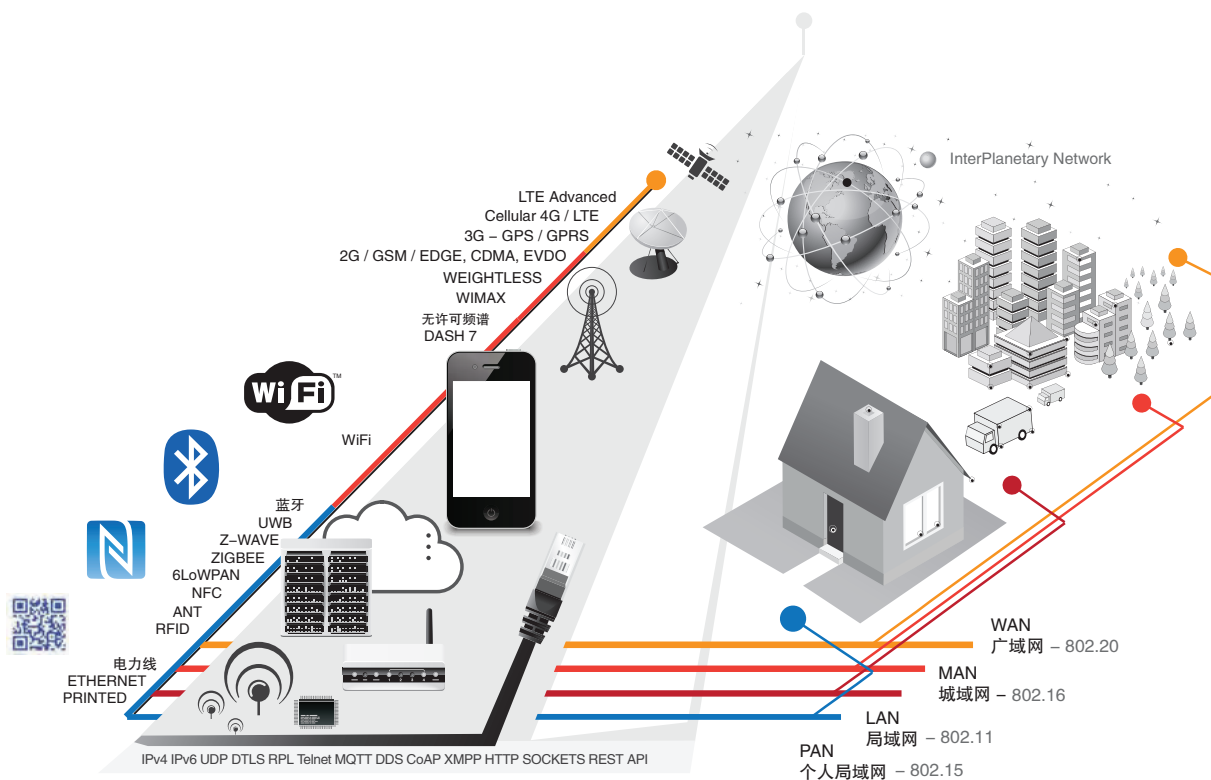 InterPlanetary Network
LTE Advanced
Cellular 4G / LTE
3G – GPS / GPRS
2G / GSM / EDGE, CDMA, EVDO
WEIGHTLESS
WIMAX
无许可频谱
DASH 7
Wi Fi™
WiFi
蓝牙
UWB
Z–WAVE
ZIGBEE
6LoWPAN
NFC
ANT
RFID
电力线
ETHERNET
PRINTED
WAN
广域网 – 802.20
MAN
城域网 – 802.16
LAN
局域网 – 802.11
PAN
个人局域网 – 802.15
IPv4 IPv6 UDP DTLS RPL Telnet MQTT DDS CoAP XMPP HTTP SOCKETS REST API